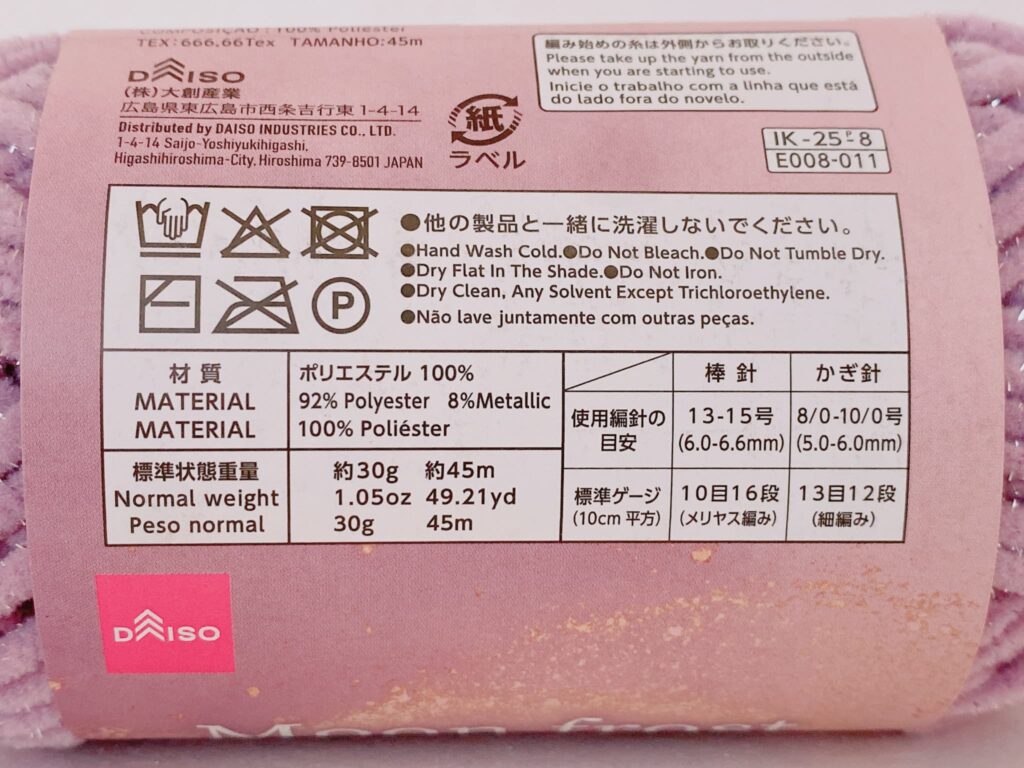 COMPOSIÇÃO : 100% Poliéster
TEX:666,66Tex TAMANHO:45m
DAISO
(株)大創産業
広島県東広島市西条吉行東 1-4-14
Distributed by DAISO INDUSTRIES CO., LTD.
1-4-14 Saijo-Yoshiyukihigashi,
Higashihiroshima-City, Hiroshima 739-8501 JAPAN
紙
ラベル
編み始めの糸は外側からお取りください。
Please take up the yarn from the outside
when you are starting to use.
Inicie o trabalho com a linha que está
do lado fora do novelo.
IK-25-P-8
E008-011
●他の製品と一緒に洗濯しないでください。
●Hand Wash Cold.●Do Not Bleach.●Do Not Tumble Dry.
●Dry Flat In The Shade.●Do Not Iron.
●Dry Clean, Any Solvent Except Trichloroethylene.
●Não lave juntamente com outras peças.
P
材質 ポリエステル 100%
MATERIAL 92% Polyester 8%Metallic
MATERIAL 100% Poliéster
標準状態重量 約30g 約45m
Normal weight 1.05oz 49.21yd
Peso normal 30g 45m
棒針 かぎ針
使用編針の目安 13-15号 8/0-10/0号
(6.0-6.6mm) (5.0-6.0mm)
標準ゲージ 10目16段 13目12段
(10cm平方) (メリヤス編み) (細編み)
DAISO
Moon frost